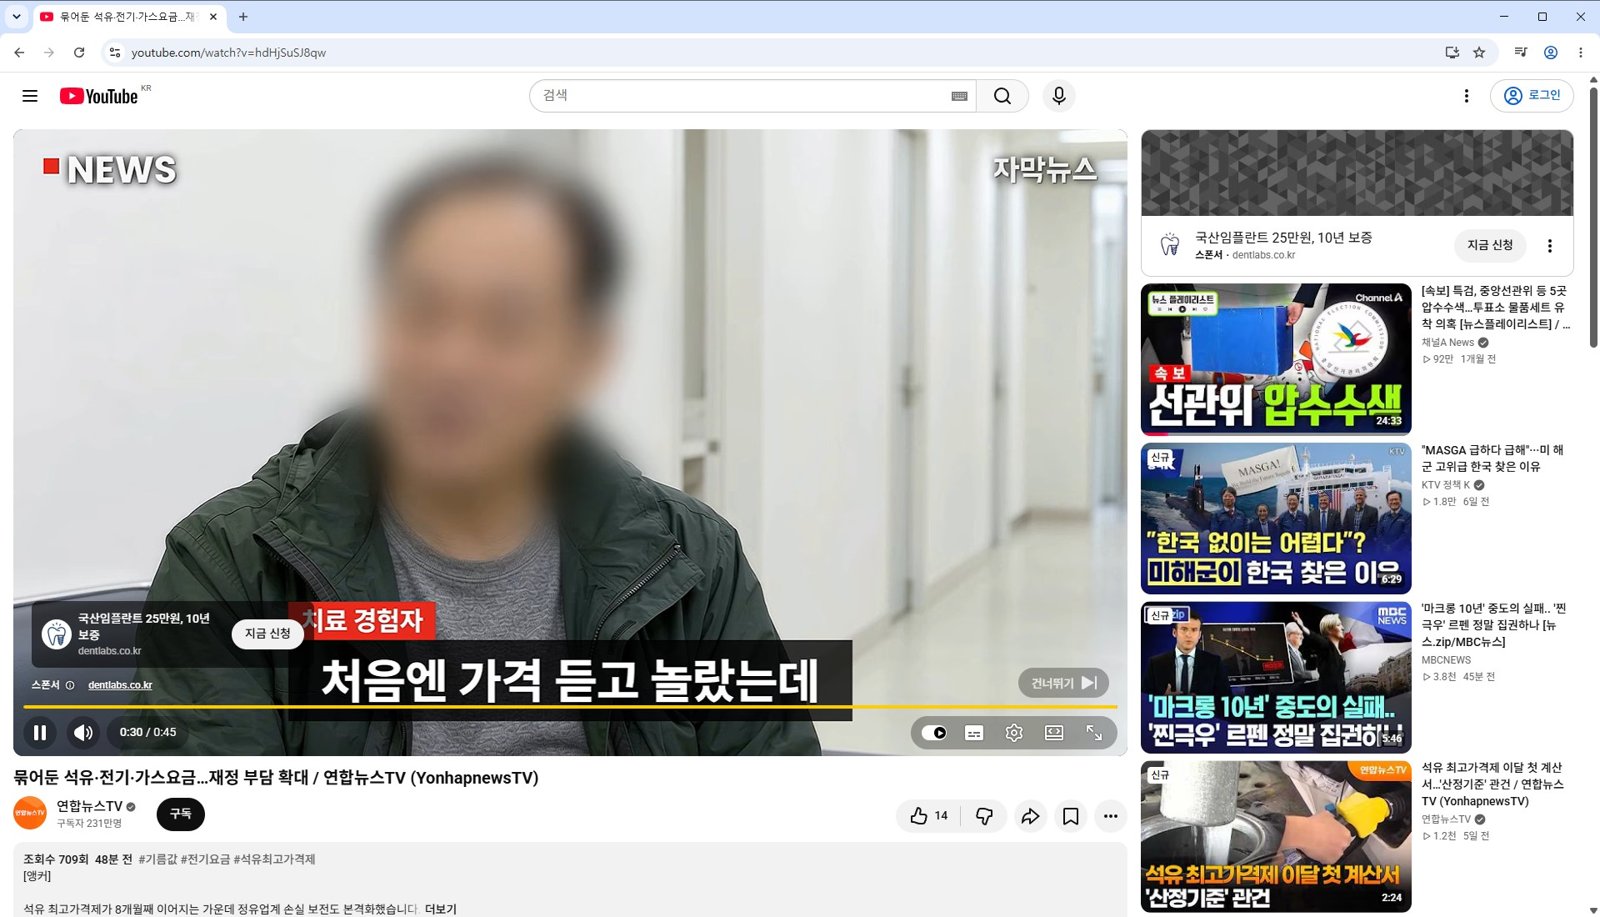 묶어둔 석유·전기·가스요금...재정
youtube.com/watch?v=hdHjSuSJ8qw
YouTube KR
검색
로그인
NEWS
자막뉴스
치료 경험자
처음엔 가격 듣고 놀랐는데
국산임플란트 25만원, 10년
보증
dentlabs.co.kr
지금 신청
스폰서
dentlabs.co.kr
건너뛰기
0:30 / 0:45
묶어둔 석유·전기·가스요금...재정 부담 확대 / 연합뉴스TV (YonhapnewsTV)
연합뉴스TV
연합뉴스TV
구독자 231만명
구독
14
조회수 709회 48분 전 #기름값 #전기요금 #석유최고가격제
[앵커]
석유 최고가격제가 8개월째 이어지는 가운데 정유업계 손실 보전도 본격화했습니다. 더보기
국산임플란트 25만원, 10년 보증
스폰서 · dentlabs.co.kr
지금 신청
뉴스 플레이리스트
Channel A
NATIONAL ELECTION COMMISSION
중앙선거관리위원회
속보
선관위 압수수색
24:33
[속보] 특검, 중앙선관위 등 5곳
압수수색...투표소 물품세트 유
착 의혹 [뉴스플레이리스트] / ...
채널A News
92만 1개월 전
신규
KTV
MASGA!
"한국 없이는 어렵다"?
미해군이 한국 찾은 이유
6:29
"MASGA 급하다 급해"…미 해
군 고위급 한국 찾은 이유
KTV 정책 K
1.8만 6일 전
신규
zip
MBC
NEWS
'마크롱 10년' 중도의 실패..
'찐극우' 르펜 정말 집권하나
5:46
'마크롱 10년' 중도의 실패.. '찐
극우' 르펜 정말 집권하나 [뉴
스.zip/MBC뉴스]
MBCNEWS
3.8천 45분 전
신규
연합뉴스TV
석유 최고가격제 이달 첫 계산서
'산정기준' 관건
2:24
석유 최고가격제 이달 첫 계산
서...'산정기준' 관건 / 연합뉴스
TV (YonhapnewsTV)
연합뉴스TV
1.2천 5일 전